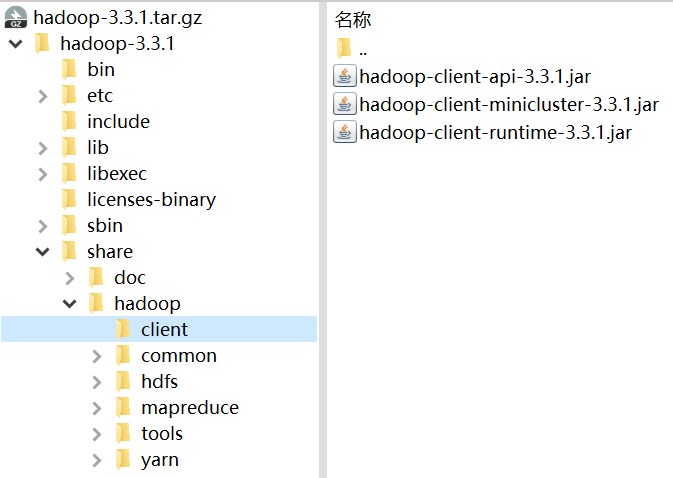 hadoop-3.3.1.tar.gz
hadoop-3.3.1
bin
etc
include
lib
libexec
licenses-binary
sbin
share
doc
hadoop
client
common
hdfs
mapreduce
tools
yarn
名称
..
hadoop-client-api-3.3.1.jar
hadoop-client-minicluster-3.3.1.jar
hadoop-client-runtime-3.3.1.jar
GZ